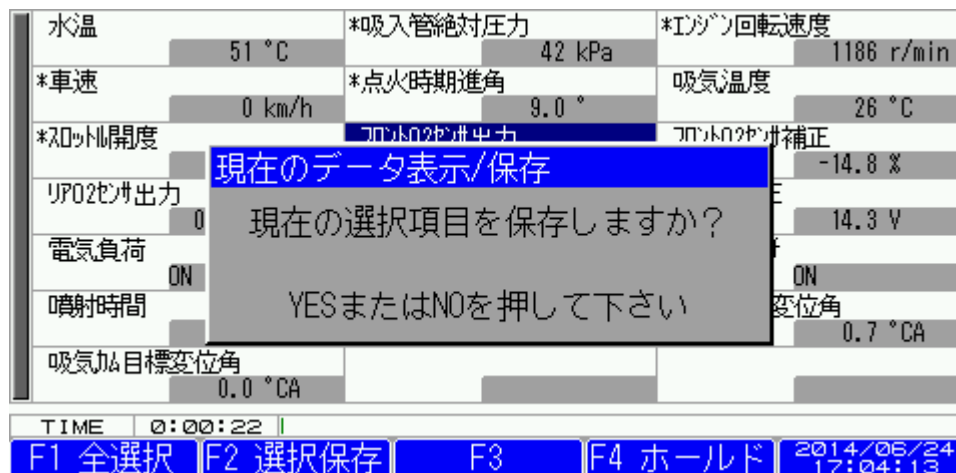 水温 *吸入管絶対圧力 *ｴﾝｼﾞﾝ回転速度
51 °C 42 kPa 1186 r/min
*車速 *点火時期進角 吸気温度
0 km/h 9.0 ° 26 °C
*ｽﾛｯﾄﾙ開度 ﾌﾛﾝﾄO2ｾﾝｻ出力 ﾌﾛﾝﾄO2ｾﾝｻ補正
-14.8 %
現在のデータ表示/保存
ﾘｱO2ｾﾝｻ出力
0 14.3 V
現在の選択項目を保存しますか?
電気負荷
ON ON
噴射時間 変位角
YESまたはNOを押して下さい
0.7 °CA
吸気ｶﾑ目標変位角
0.0 °CA
TIME 0:00:22
F1 全選択 F2 選択保存 F3 F4 ホールド 2014/06/24
17:04:13